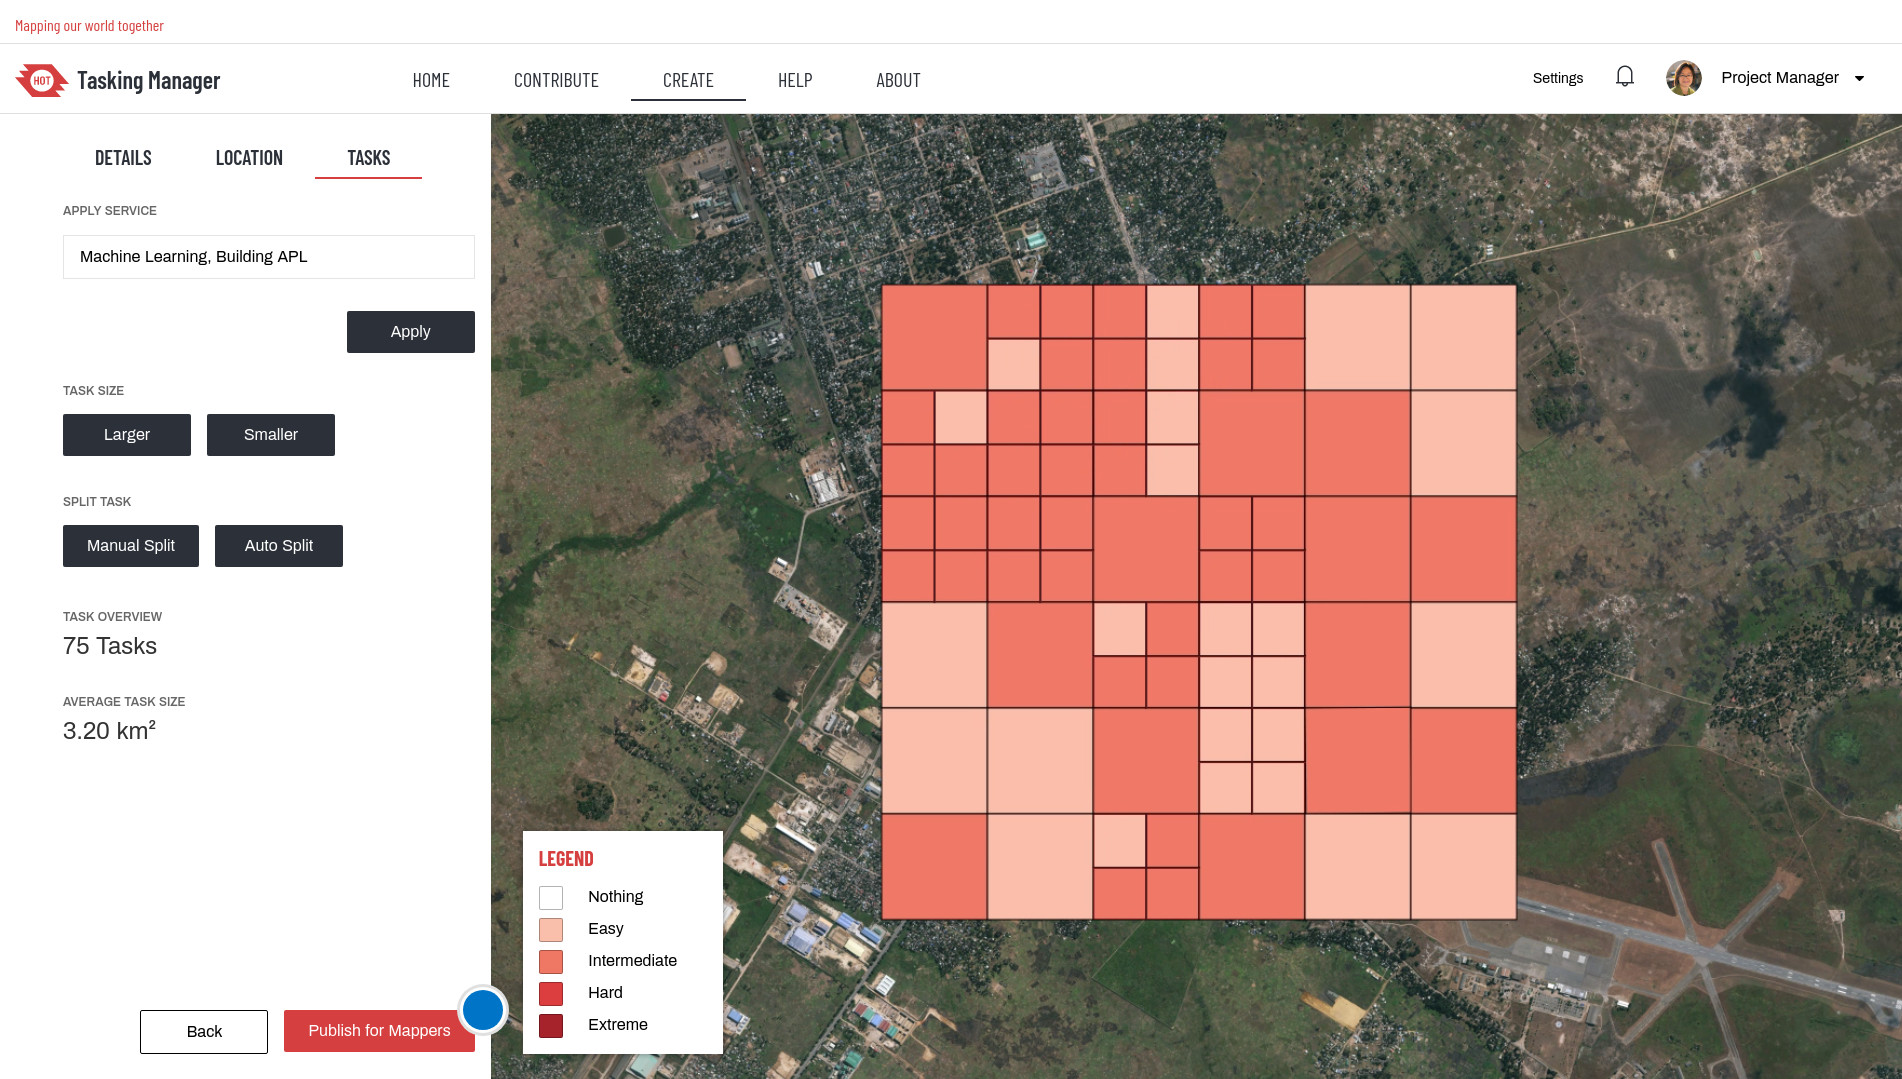 Mapping our world together
HOT
Tasking Manager
HOME
CONTRIBUTE
CREATE
HELP
ABOUT
Settings
Project Manager
DETAILS
LOCATION
TASKS
APPLY SERVICE
Machine Learning, Building APL
Apply
TASK SIZE
Larger
Smaller
SPLIT TASK
Manual Split
Auto Split
TASK OVERVIEW
75 Tasks
AVERAGE TASK SIZE
3.20 km²
Back
Publish for Mappers
LEGEND
Nothing
Easy
Intermediate
Hard
Extreme